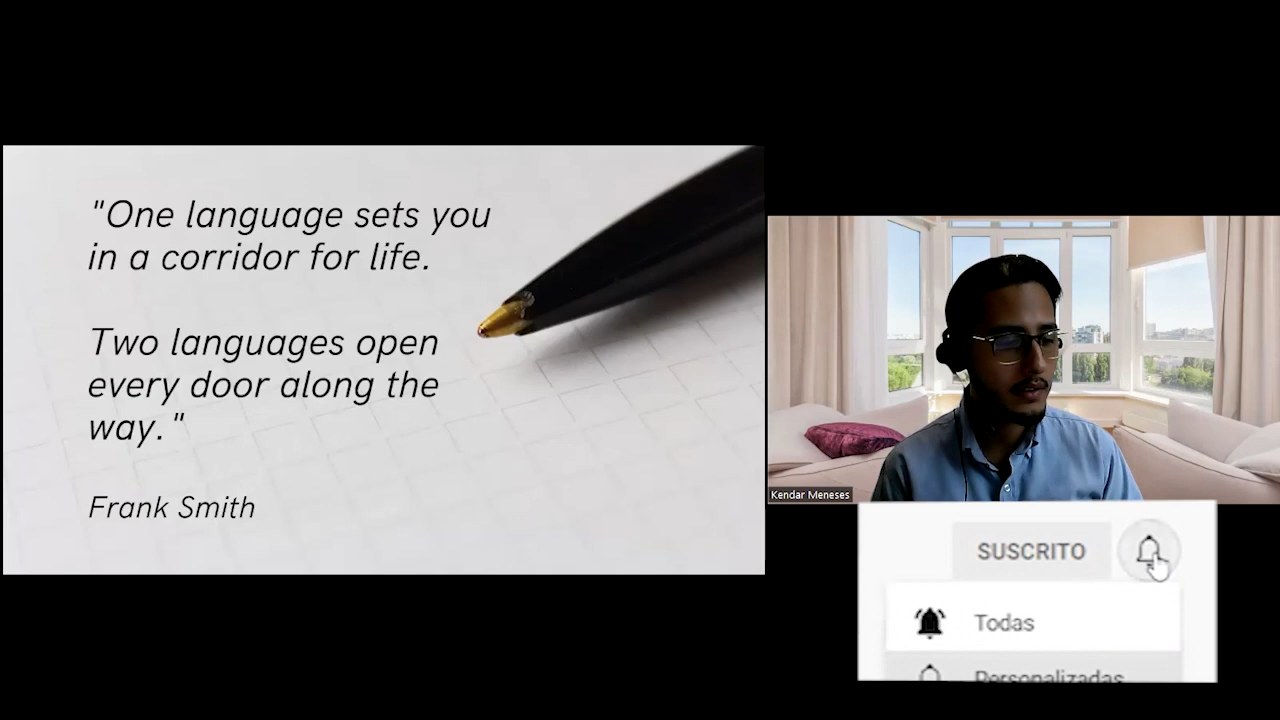 "One language sets you
in a corridor for life.
Two languages open
every door along the
way."
Frank Smith
Kendar Meneses
SUSCRITO
Todas
Personalizadas